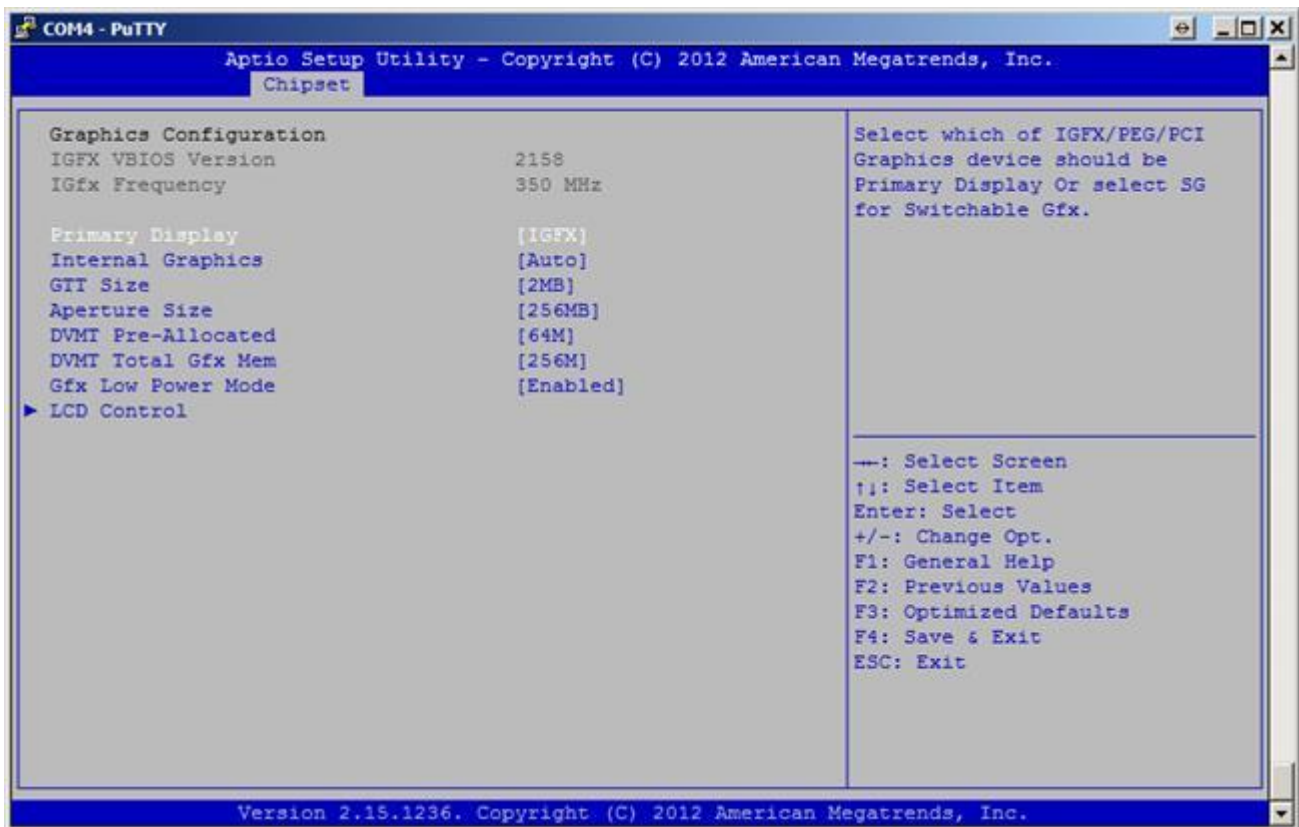 COM4 - PuTTY
Aptio Setup Utility - Copyright (C) 2012 American Megatrends, Inc.
Chipset
Graphics Configuration
IGFX VBIOS Version 2158
IGfx Frequency 350 MHz
Primary Display [IGFX]
Internal Graphics [Auto]
GTT Size [2MB]
Aperture Size [256MB]
DVMT Pre-Allocated [64M]
DVMT Total Gfx Mem [256M]
Gfx Low Power Mode [Enabled]
► LCD Control
Select which of IGFX/PEG/PCI
Graphics device should be
Primary Display Or select SG
for Switchable Gfx.
→←: Select Screen
↑↓: Select Item
Enter: Select
+/-: Change Opt.
F1: General Help
F2: Previous Values
F3: Optimized Defaults
F4: Save & Exit
ESC: Exit
Version 2.15.1236. Copyright (C) 2012 American Megatrends, Inc.